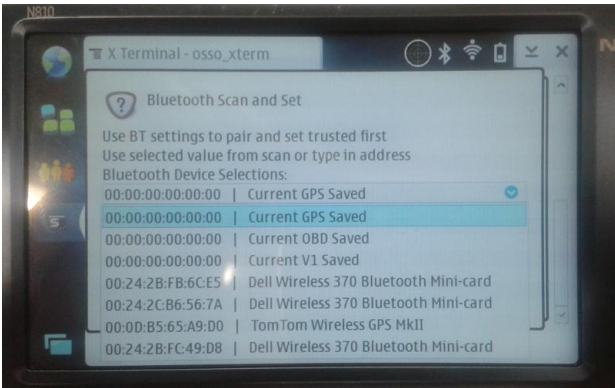 N810
X Terminal - osso_xterm
Bluetooth Scan and Set
Use BT settings to pair and set trusted first
Use selected value from scan or type in address
Bluetooth Device Selections:
00:00:00:00:00:00 | Current GPS Saved
00:00:00:00:00:00 | Current GPS Saved
00:00:00:00:00:00 | Current OBD Saved
00:00:00:00:00:00 | Current V1 Saved
00:24:2B:FB:6C:E5 | Dell Wireless 370 Bluetooth Mini-card
00:24:2C:B6:56:7A | Dell Wireless 370 Bluetooth Mini-card
00:0D:B5:65:A9:D0 | TomTom Wireless GPS MkII
00:24:2B:FC:49:D8 | Dell Wireless 370 Bluetooth Mini-card